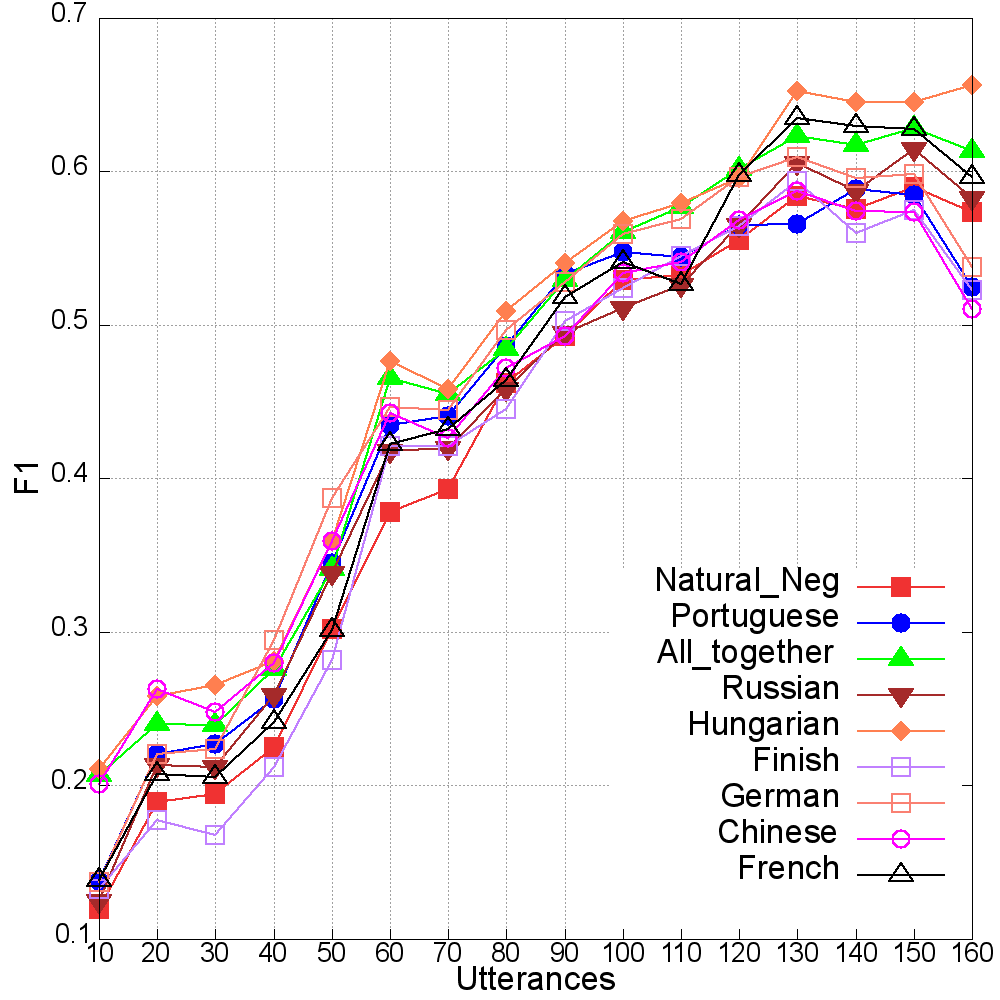 0.7
0.6
0.5
0.4
0.3
0.2
0.1
F1
Natural_Neg
Portuguese
All_together
Russian
Hungarian
Finish
German
Chinese
French
10 20 30 40 50 60 70 80 90 100 110 120 130 140 150 160
Utterances